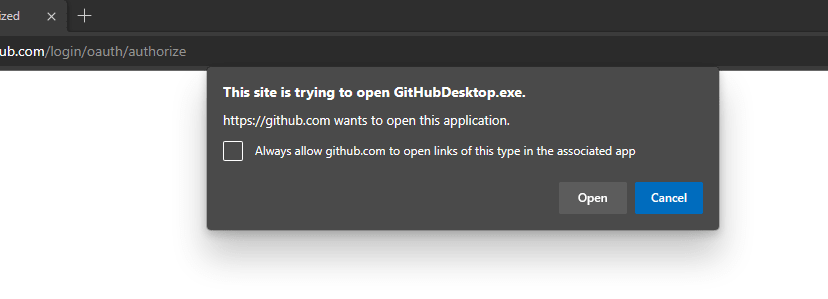 ized
ub.com/login/oauth/authorize
This site is trying to open GitHubDesktop.exe.
https://github.com wants to open this application.
Always allow github.com to open links of this type in the associated app
Open
Cancel